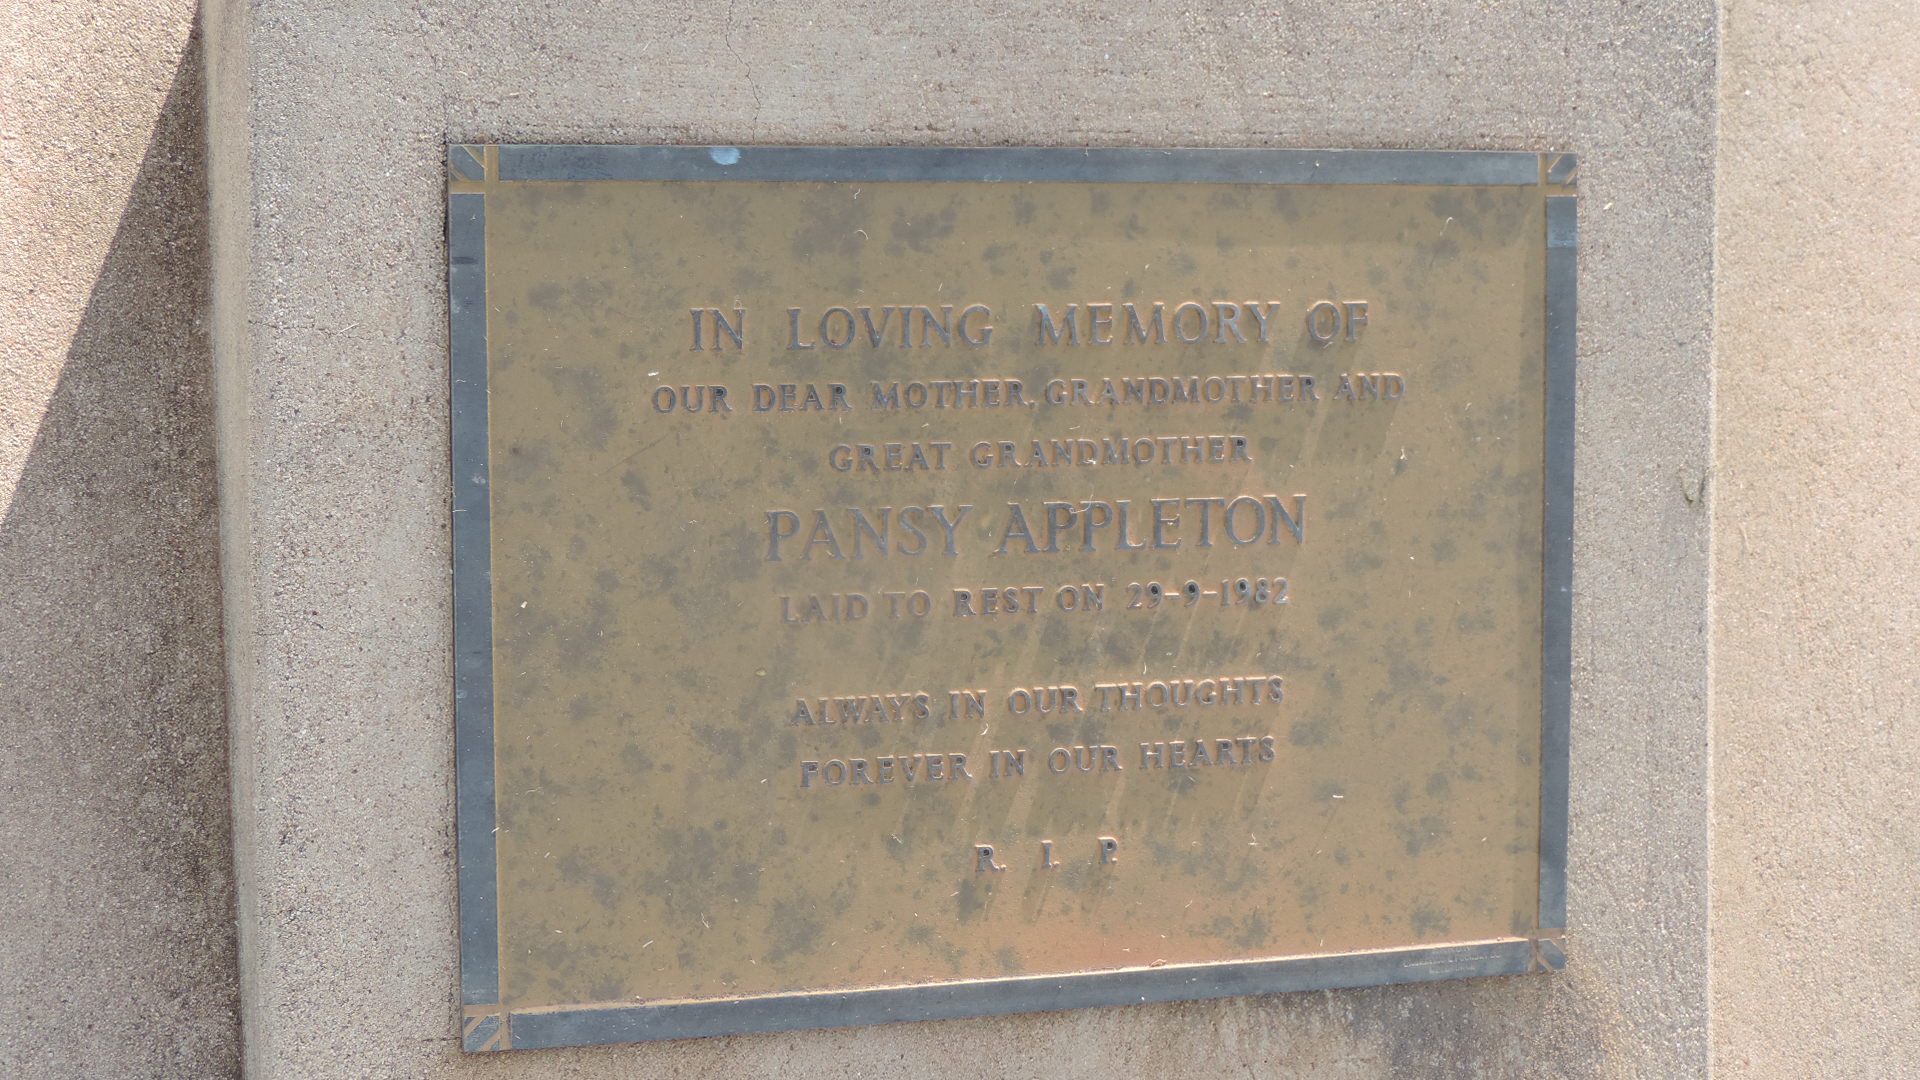 IN LOVING MEMORY OF
OUR DEAR MOTHER, GRANDMOTHER AND
GREAT GRANDMOTHER
PANSY APPLETON
LAID TO REST ON 29-9-1982
ALWAYS IN OUR THOUGHTS
FOREVER IN OUR HEARTS
R. I. P.